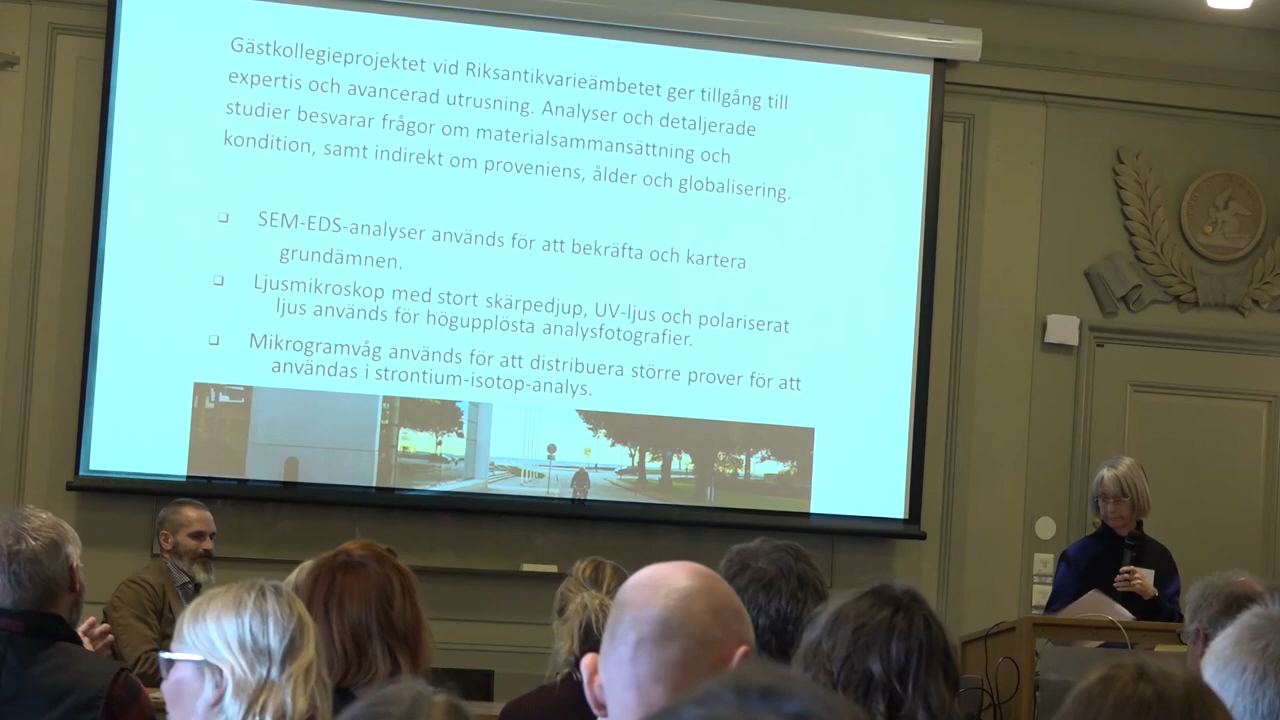 Gästkollegieprojektet vid Riksantikvarieämbetet ger tillgång till
expertis och avancerad utrusning. Analyser och detaljerade
studier besvarar frågor om materialsammansättning och
kondition, samt indirekt om proveniens, ålder och globalisering.
SEM-EDS-analyser används för att bekräfta och kartera
grundämnen.
Ljusmikroskop med stort skärpedjup, UV-ljus och polariserat
ljus används för högupplösta analysfotografier.
Mikrogramvåg används för att distribuera större prover för att
användas i strontium-isotop-analys.